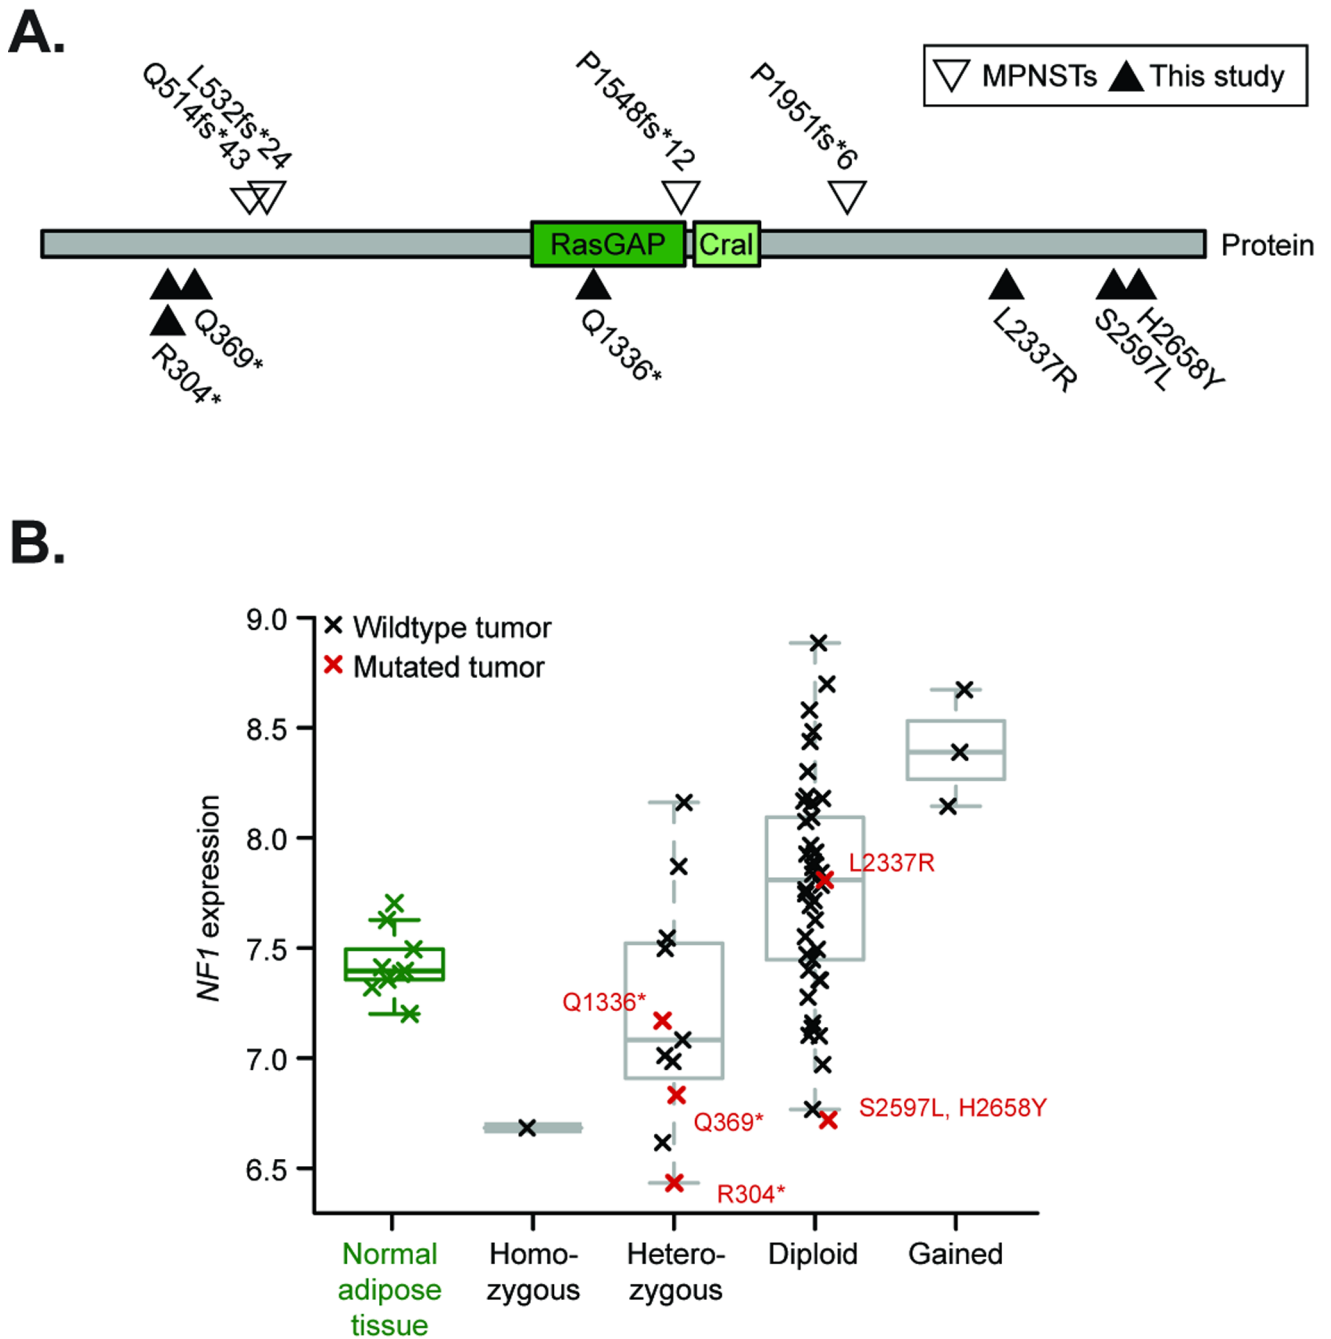 A.
MPNSTs This study
Q514fs*43
L532fs*24
P1548fs*12
P1951fs*6
RasGAP Cral Protein
R304*
Q369*
Q1336*
L2337R
S2597L
H2658Y
B.
NF1 expression
9.0
8.5
8.0
7.5
7.0
6.5
Wildtype tumor
Mutated tumor
L2337R
Q1336*
S2597L, H2658Y
Q369*
R304*
Normal
adipose
tissue
Homo-
zygous
Hetero-
zygous
Diploid
Gained